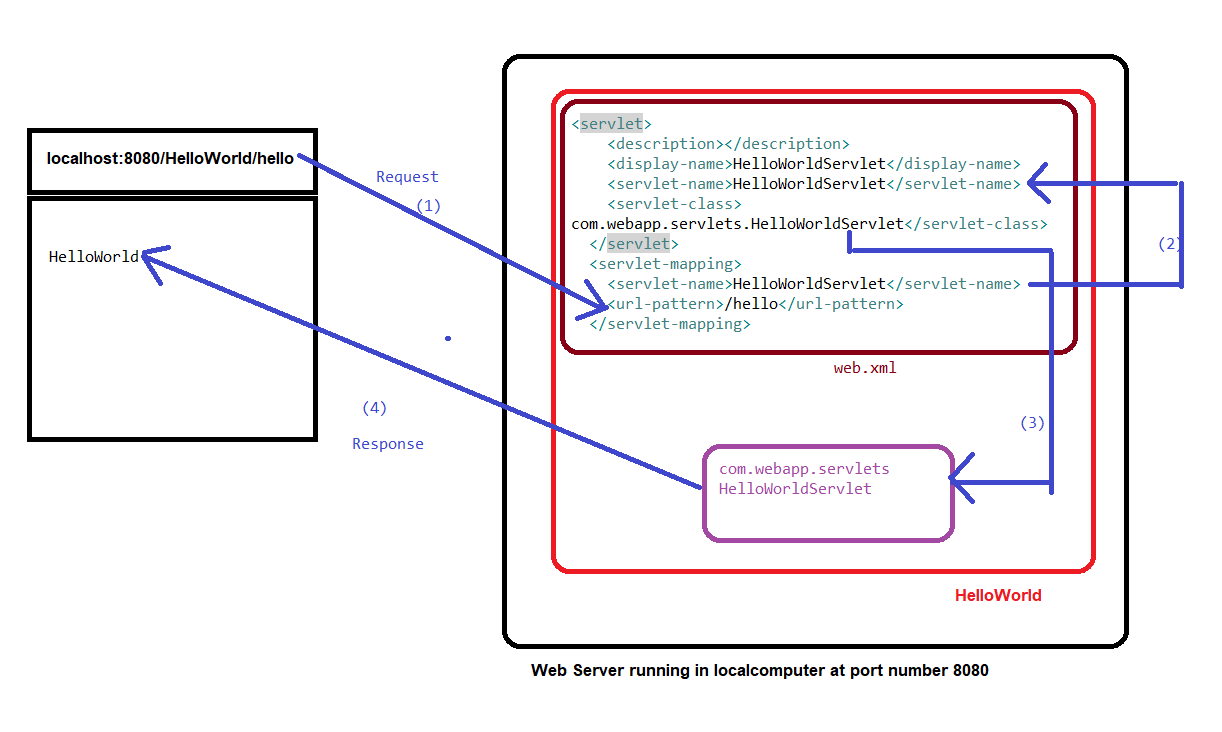 localhost:8080/HelloWorld/hello
HelloWorld
Request
(1)
<servlet>
<description></description>
<display-name>HelloWorldServlet</display-name>
<servlet-name>HelloWorldServlet</servlet-name>
<servlet-class>
com.webapp.servlets.HelloWorldServlet</servlet-class>
</servlet>
<servlet-mapping>
<servlet-name>HelloWorldServlet</servlet-name>
<url-pattern>/hello</url-pattern>
</servlet-mapping>
web.xml
(2)
(3)
com.webapp.servlets
HelloWorldServlet
(4)
Response
HelloWorld
Web Server running in localcomputer at port number 8080